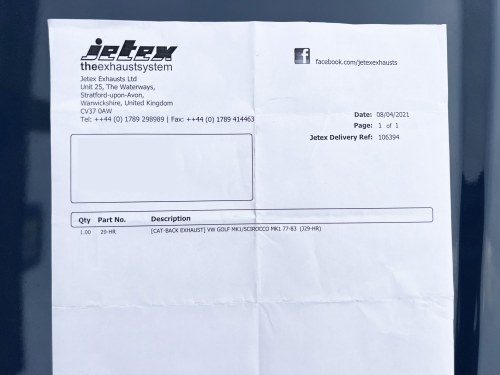 jetex
theexhaustsystem
Jetex Exhausts Ltd
Unit 25, The Waterways,
Stratford-upon-Avon,
Warwickshire, United Kingdom
CV37 0AW
Tel: ++44 (0) 1789 298989 | Fax: ++44 (0) 1789 414463
f facebook.com/jetexexhausts
Date: 08/04/2021
Page: 1 of 1
Jetex Delivery Ref: 106394
Qty Part No. Description
1.00 29-HR [CAT-BACK EXHAUST] VW GOLF MK1/SCIROCCO MK1 77-83 (J29-HR)